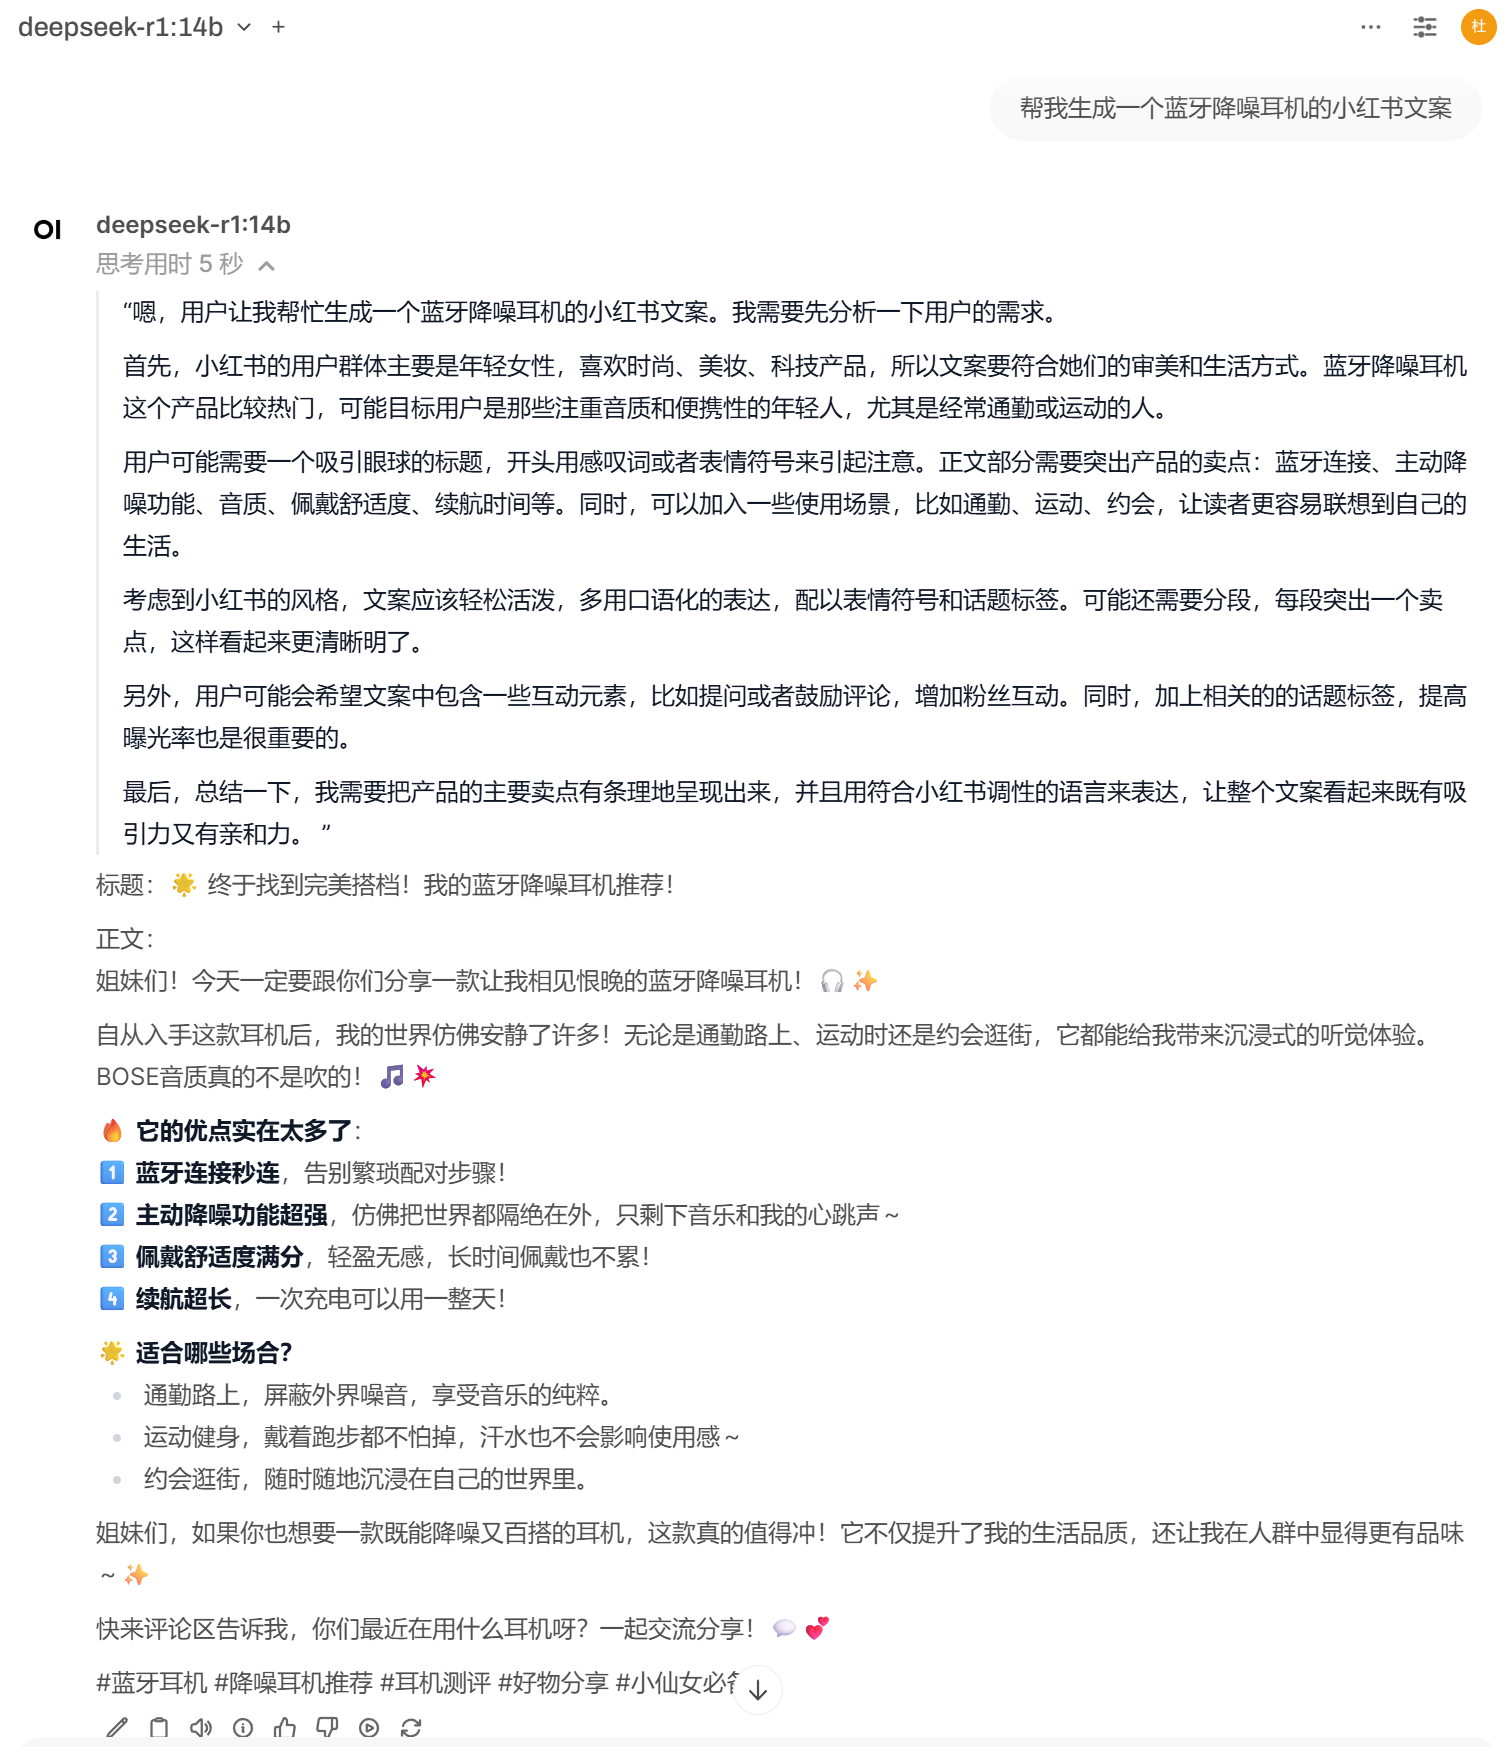 deepseek-r1:14b
杜
帮我生成一个蓝牙降噪耳机的小红书文案
OI
deepseek-r1:14b
思考用时 5 秒
“嗯，用户让我帮忙生成一个蓝牙降噪耳机的小红书文案。我需要先分析一下用户的需求。
首先，小红书的用户群体主要是年轻女性，喜欢时尚、美妆、科技产品，所以文案要符合她们的审美和生活方式。蓝牙降噪耳机
这个产品比较热门，可能目标用户是那些注重音质和便携性的年轻人，尤其是经常通勤或运动的人。
用户可能需要一个吸引眼球的标题，开头用感叹词或者表情符号来引起注意。正文部分需要突出产品的卖点：蓝牙连接、主动降
噪功能、音质、佩戴舒适度、续航时间等。同时，可以加入一些使用场景，比如通勤、运动、约会，让读者更容易联想到自己的
生活。
考虑到小红书的风格，文案应该轻松活泼，多用口语化的表达，配以表情符号和话题标签。可能还需要分段，每段突出一个卖
点，这样看起来更清晰明了。
另外，用户可能会希望文案中包含一些互动元素，比如提问或者鼓励评论，增加粉丝互动。同时，加上相关的的话题标签，提高
曝光率也是很重要的。
最后，总结一下，我需要把产品的主要卖点有条理地呈现出来，并且用符合小红书调性的语言来表达，让整个文案看起来既有吸
引力又有亲和力。 ”
标题：🌟 终于找到完美搭档！我的蓝牙降噪耳机推荐！
正文：
姐妹们！今天一定要跟你们分享一款让我相见恨晚的蓝牙降噪耳机！🎧✨
自从入手这款耳机后，我的世界仿佛安静了许多！无论是通勤路上、运动时还是约会逛街，它都能给我带来沉浸式的听觉体验。
BOSE音质真的不是吹的！🎵💥
🔥 它的优点实在太多了：
1️⃣ 蓝牙连接秒连，告别繁琐配对步骤！
2️⃣ 主动降噪功能超强，仿佛把世界都隔绝在外，只剩下音乐和我的心跳声～
3️⃣ 佩戴舒适度满分，轻盈无感，长时间佩戴也不累！
4️⃣ 续航超长，一次充电可以用一整天！
🌟 适合哪些场合？
• 通勤路上，屏蔽外界噪音，享受音乐的纯粹。
• 运动健身，戴着跑步都不怕掉，汗水也不会影响使用感～
• 约会逛街，随时随地沉浸在自己的世界里。
姐妹们，如果你也想要一款既能降噪又百搭的耳机，这款真的值得冲！它不仅提升了我的生活品质，还让我在人群中显得更有品味
～✨
快来评论区告诉我，你们最近在用什么耳机呀？一起交流分享！💬💕
#蓝牙耳机 #降噪耳机推荐 #耳机测评 #好物分享 #小仙女必